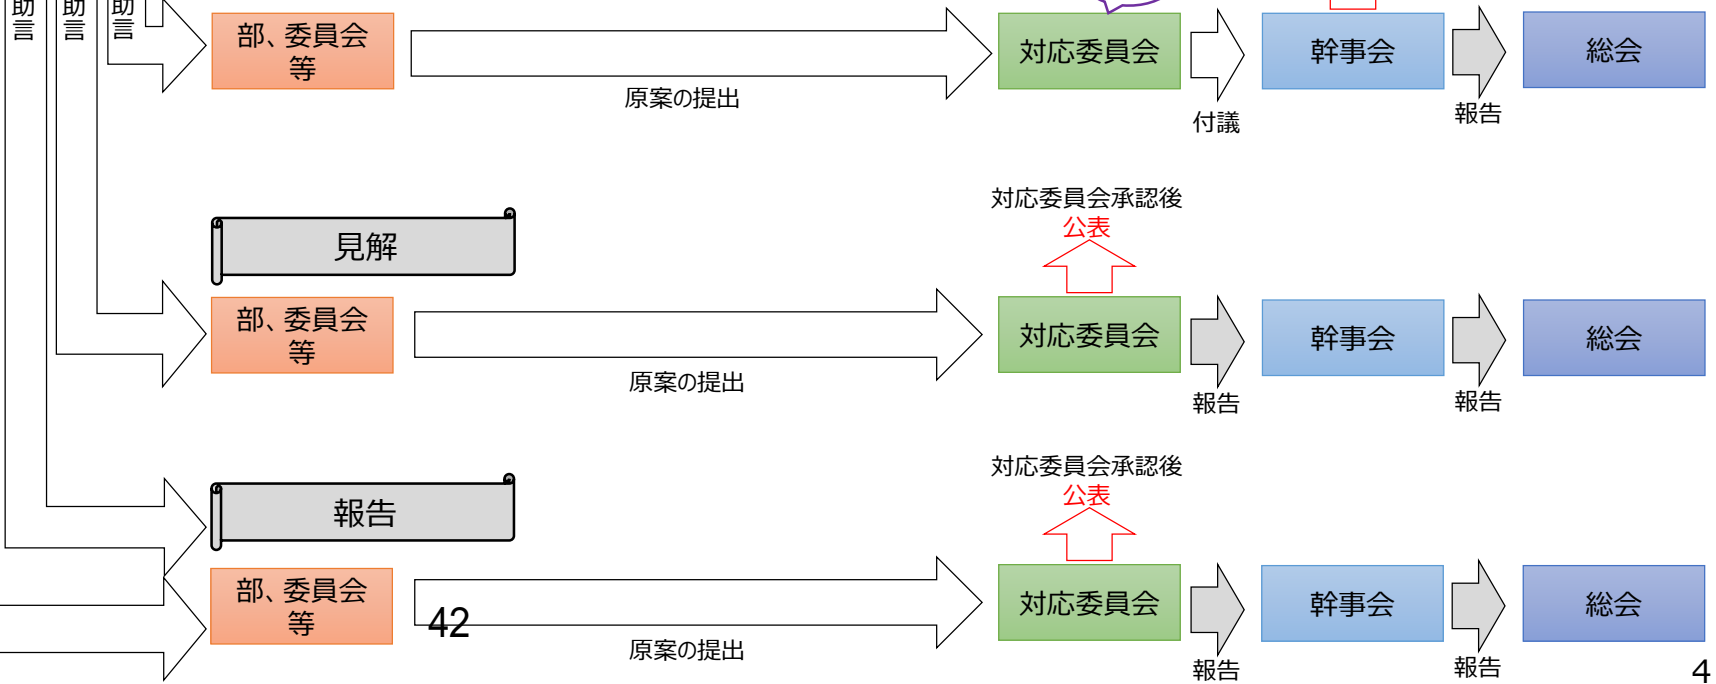 助言
助言
助言
部、委員会
等
原案の提出
対応委員会
付議
幹事会
報告
総会
見解
対応委員会承認後
公表
部、委員会
等
原案の提出
対応委員会
報告
幹事会
報告
総会
報告
対応委員会承認後
公表
部、委員会
等
42
原案の提出
対応委員会
報告
幹事会
報告
総会
4